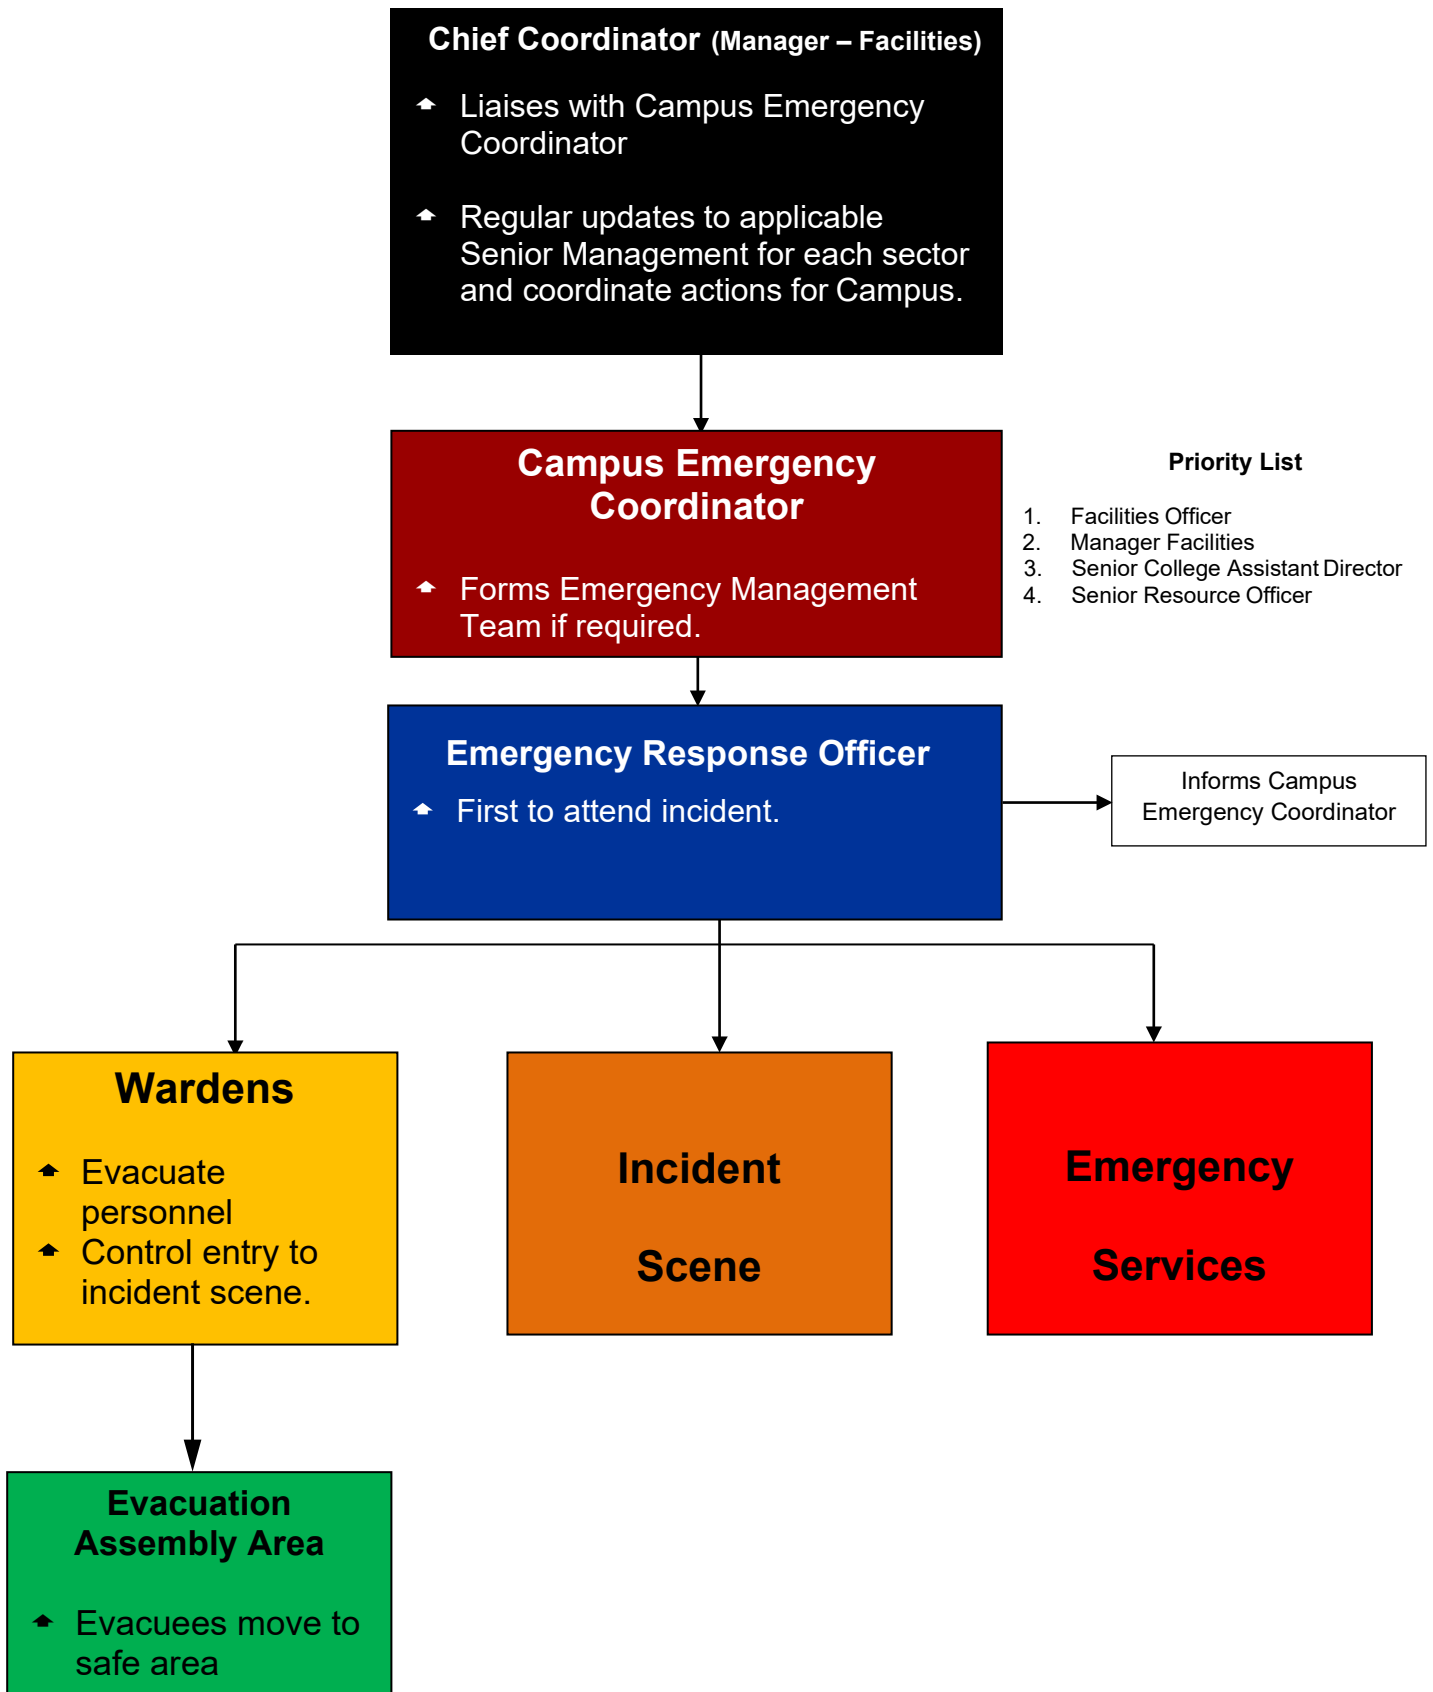 Chief Coordinator (Manager – Facilities)
Liaises with Campus Emergency
Coordinator
Regular updates to applicable
Senior Management for each sector
and coordinate actions for Campus.
Campus Emergency
Coordinator
Forms Emergency Management
Team if required.
Priority List
1. Facilities Officer
2. Manager Facilities
3. Senior College Assistant Director
4. Senior Resource Officer
Emergency Response Officer
First to attend incident.
Informs Campus
Emergency Coordinator
Wardens
Evacuate
personnel
Control entry to
incident scene.
Incident
Scene
Emergency
Services
Evacuation
Assembly Area
Evacuees move to
safe area